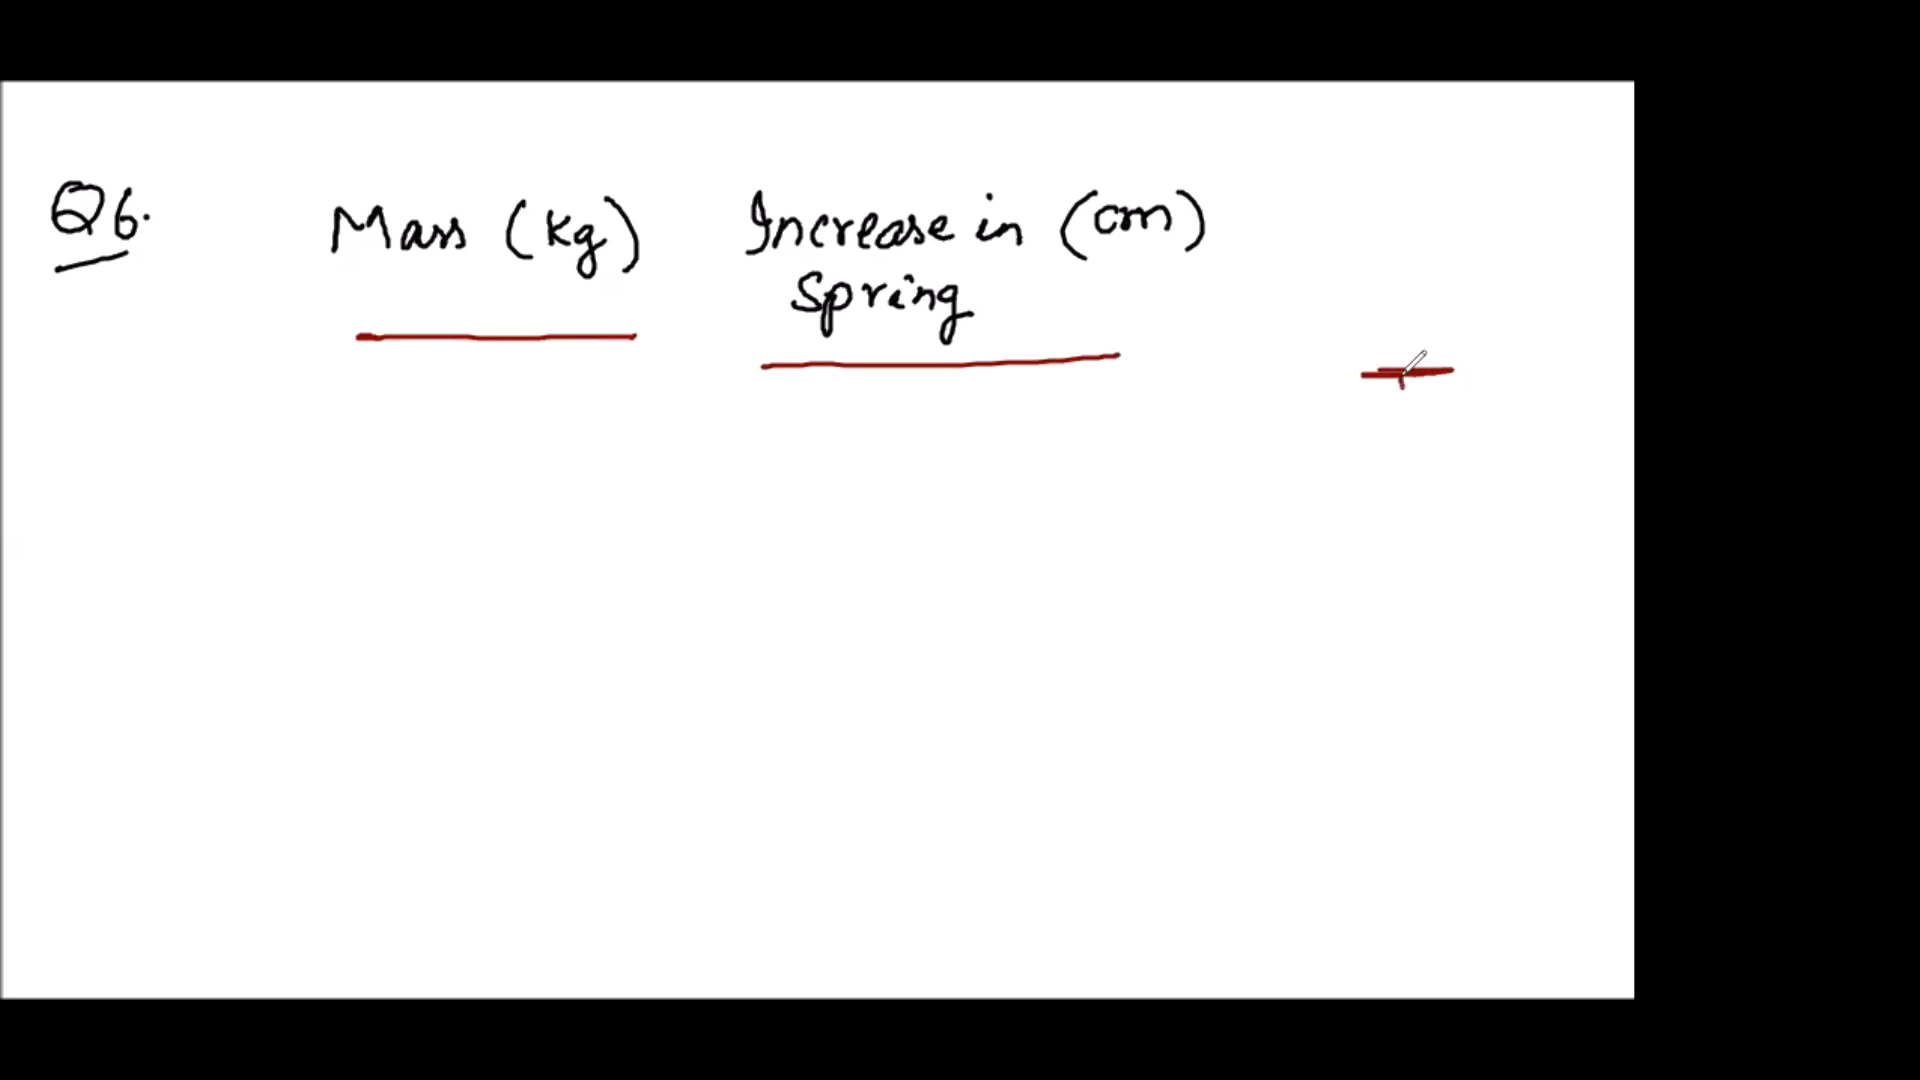 Q6. Mass (kg) Increase in (cm)
Spring